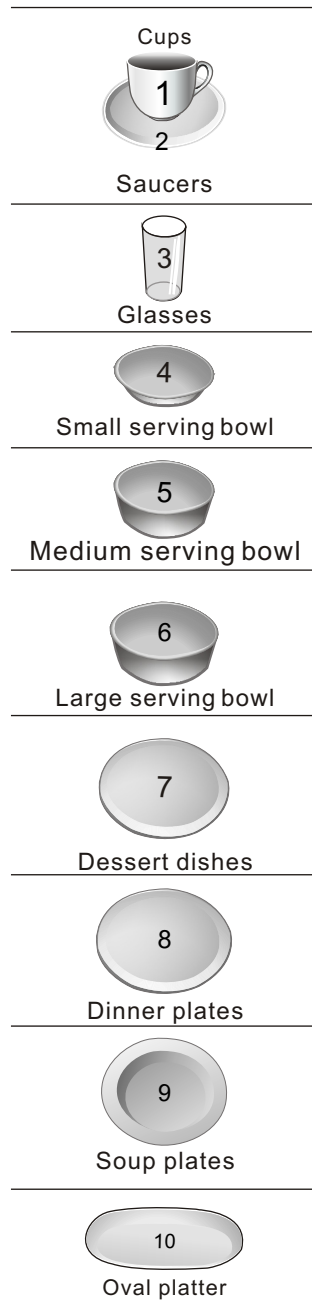 Cups
1
2
Saucers
3
Glasses
4
Small serving bowl
5
Medium serving bowl
6
Large serving bowl
7
Dessert dishes
8
Dinner plates
9
Soup plates
10
Oval platter